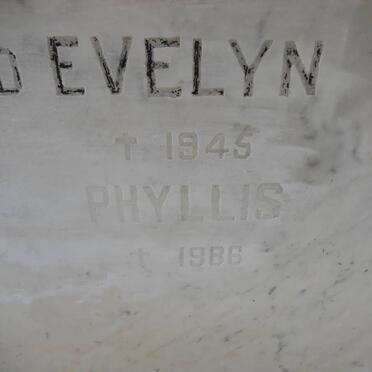 D EVELYN
† 1945
PHYLLIS
† 1986